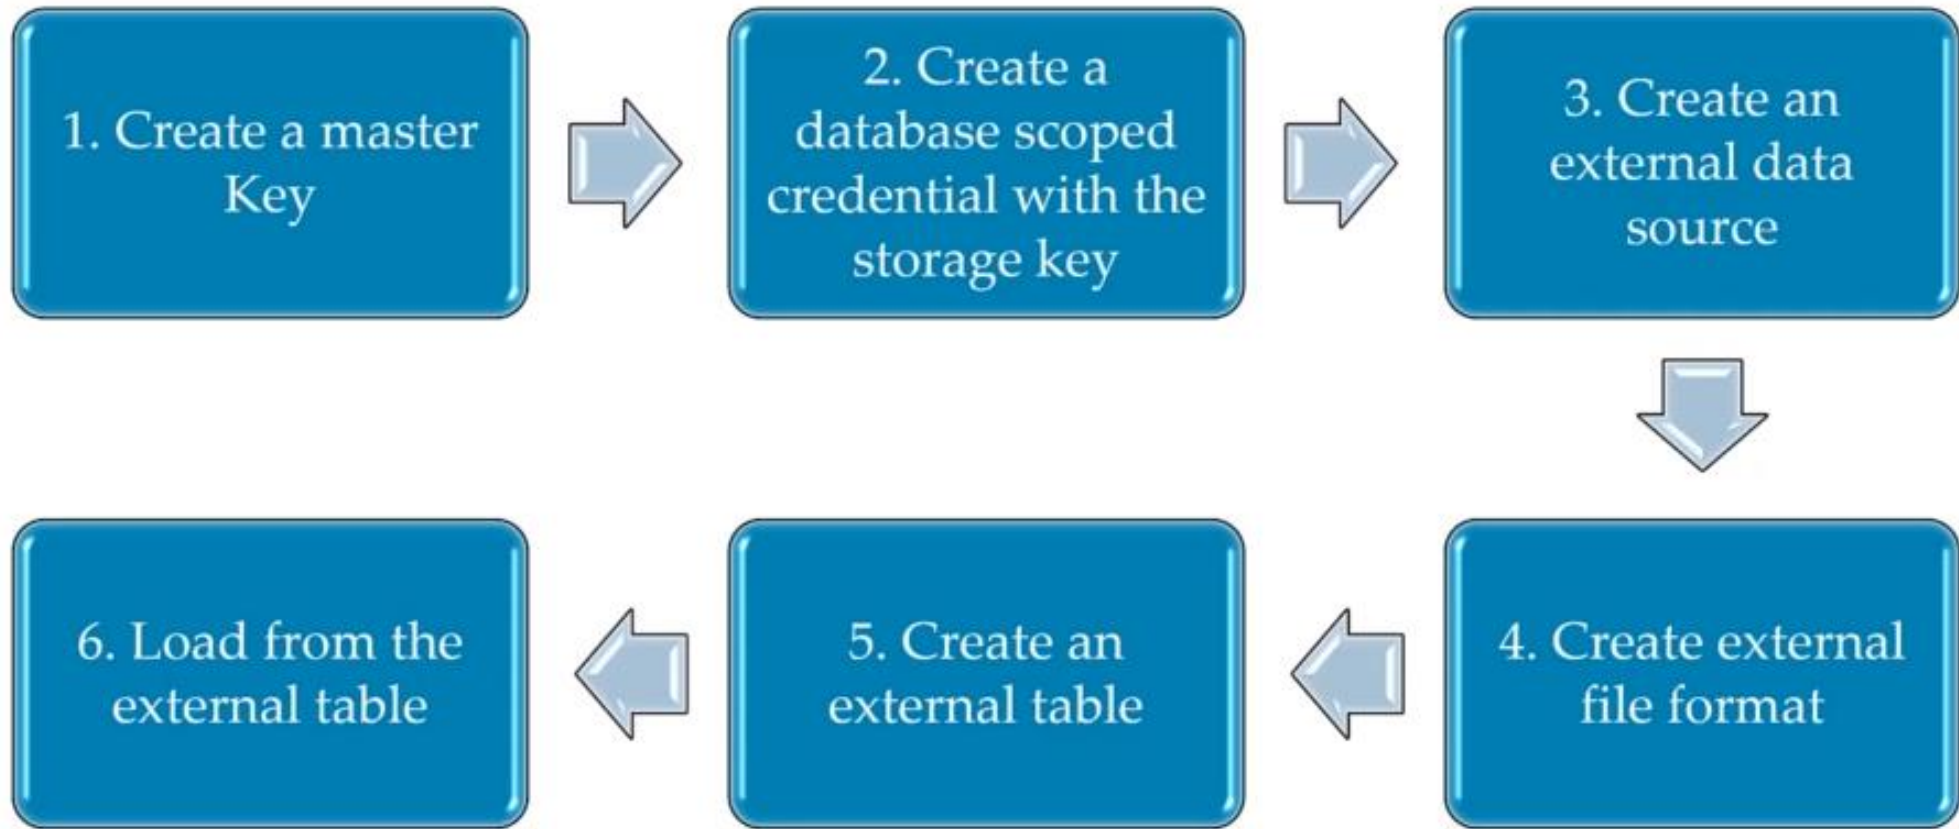 1. Create a master
Key
2. Create a
database scoped
credential with the
storage key
3. Create an
external data
source
4. Create external
file format
5. Create an
external table
6. Load from the
external table